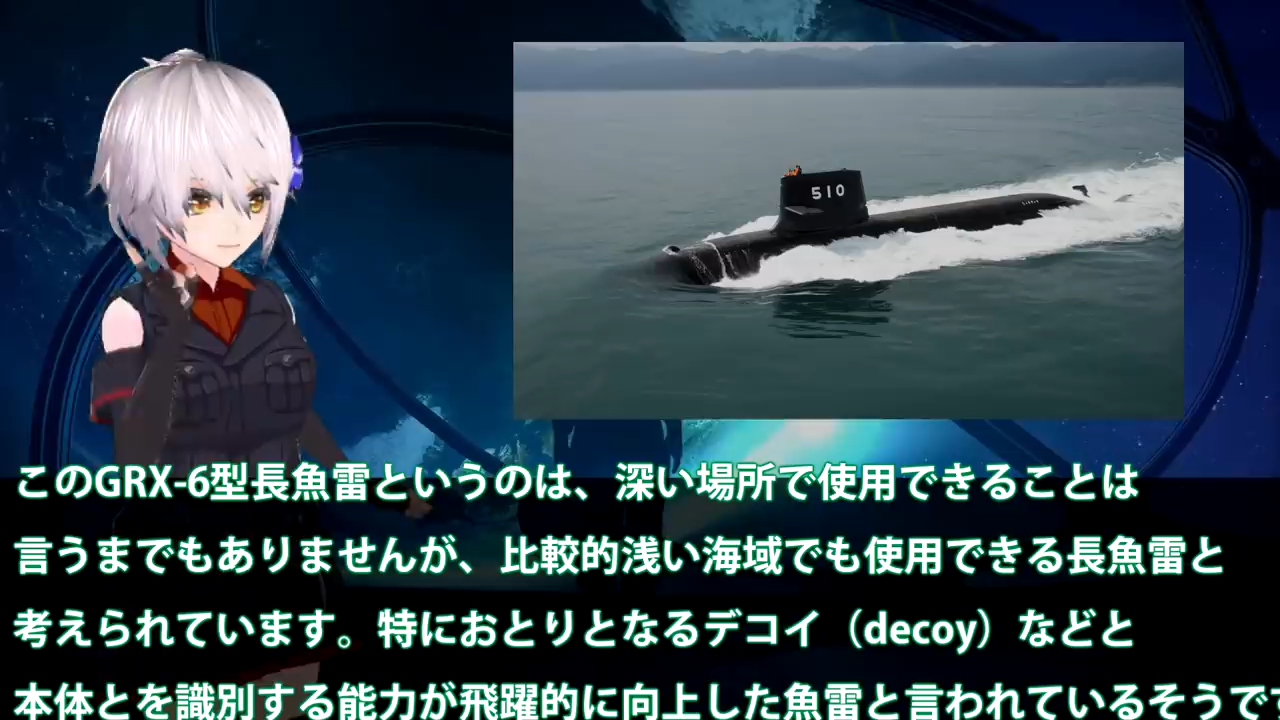 510
このGRX-6型長魚雷というのは、深い場所で使用できることは
言うまでもありませんが、比較的浅い海域でも使用できる長魚雷と
考えられています。特におとりとなるデコイ（decoy）などと
本体とを識別する能力が飛躍的に向上した魚雷と言われているそうで